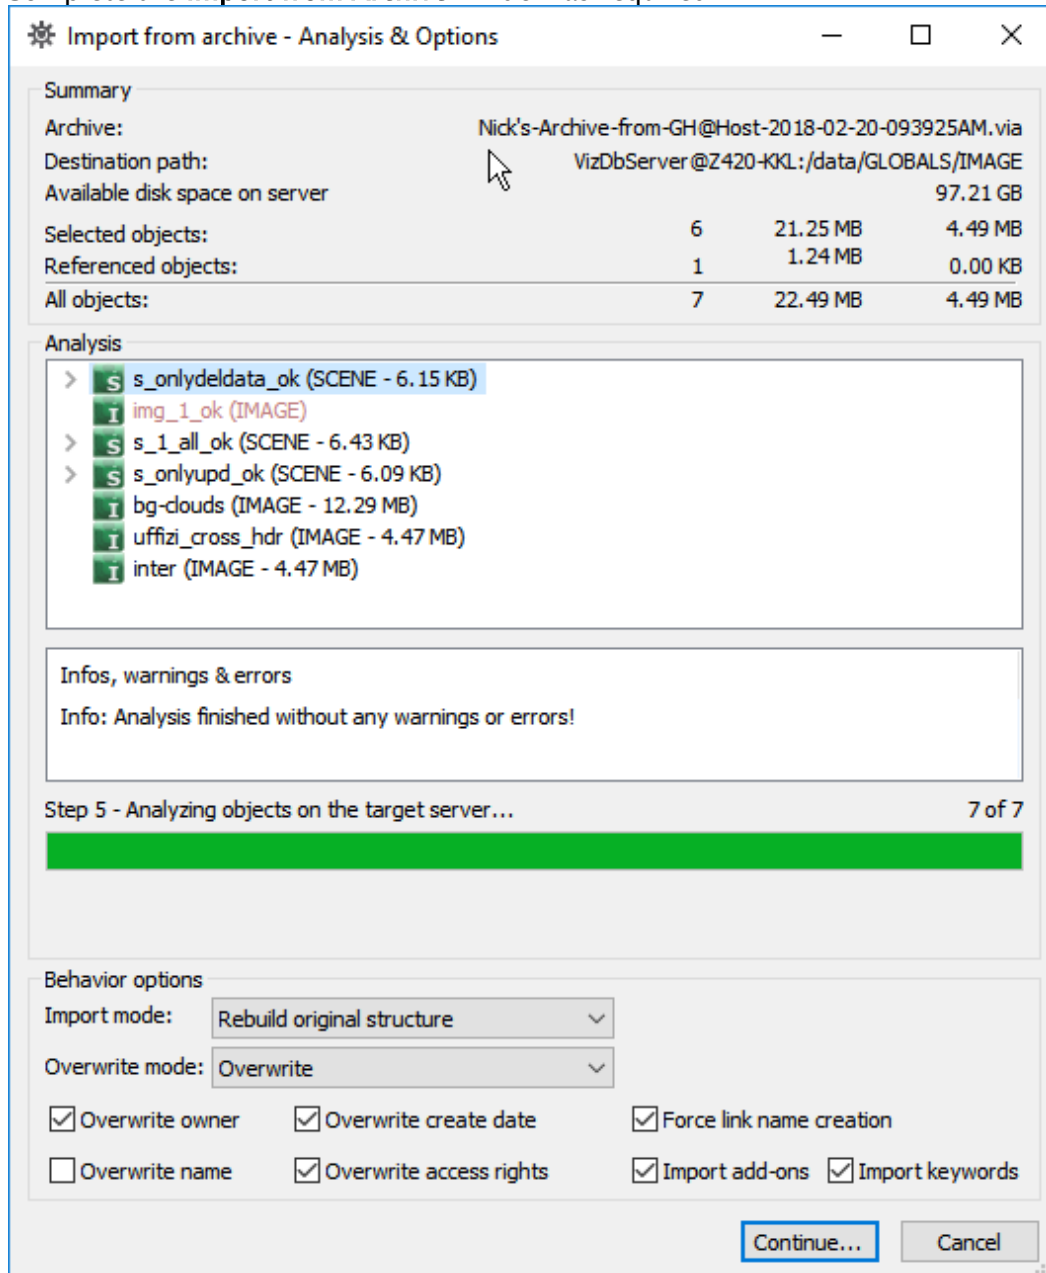 Import from archive - Analysis & Options
Summary
Archive: Nick's-Archive-from-GH@Host-2018-02-20-093925AM.via
Destination path: VizDbServer@Z420-KKL:/data/GLOBALS/IMAGE
Available disk space on server 97.21 GB
Selected objects: 6 21.25 MB 4.49 MB
Referenced objects: 1 1.24 MB 0.00 KB
All objects: 7 22.49 MB 4.49 MB
Analysis
s_onlydeldata_ok (SCENE - 6.15 KB)
img_1_ok (IMAGE)
s_1_all_ok (SCENE - 6.43 KB)
s_onlyupd_ok (SCENE - 6.09 KB)
bg-clouds (IMAGE - 12.29 MB)
uffizi_cross_hdr (IMAGE - 4.47 MB)
inter (IMAGE - 4.47 MB)
Infos, warnings & errors
Info: Analysis finished without any warnings or errors!
Step 5 - Analyzing objects on the target server... 7 of 7
Behavior options
Import mode: Rebuild original structure
Overwrite mode: Overwrite
Overwrite owner Overwrite create date Force link name creation
Overwrite name Overwrite access rights Import add-ons Import keywords
Continue... Cancel